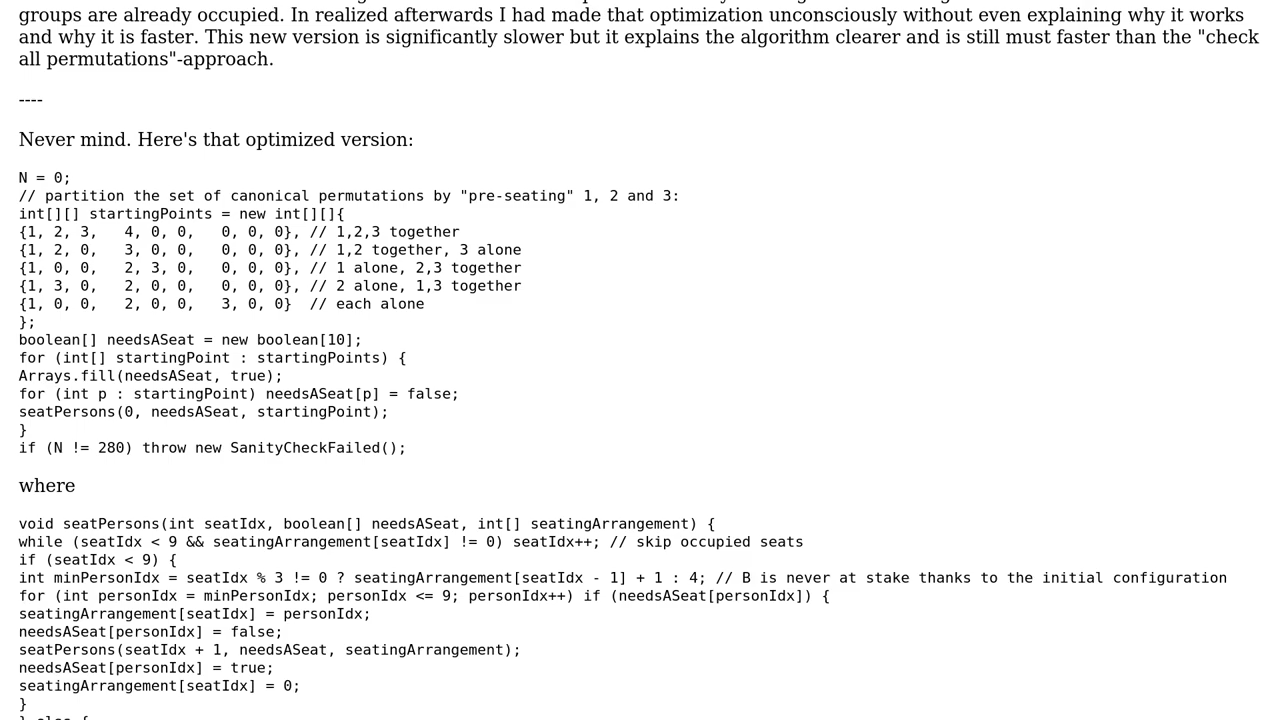 groups are already occupied. In realized afterwards I had made that optimization unconsciously without even explaining why it works
and why it is faster. This new version is significantly slower but it explains the algorithm clearer and is still must faster than the "check
all permutations"-approach.
----
Never mind. Here's that optimized version:
N = 0;
// partition the set of canonical permutations by "pre-seating" 1, 2 and 3:
int[][] startingPoints = new int[][]{
{1, 2, 3,   4, 0, 0,   0, 0, 0}, // 1,2,3 together
{1, 2, 0,   3, 0, 0,   0, 0, 0}, // 1,2 together, 3 alone
{1, 0, 0,   2, 3, 0,   0, 0, 0}, // 1 alone, 2,3 together
{1, 3, 0,   2, 0, 0,   0, 0, 0}, // 2 alone, 1,3 together
{1, 0, 0,   2, 0, 0,   3, 0, 0}  // each alone
};
boolean[] needsASeat = new boolean[10];
for (int[] startingPoint : startingPoints) {
Arrays.fill(needsASeat, true);
for (int p : startingPoint) needsASeat[p] = false;
seatPersons(0, needsASeat, startingPoint);
}
if (N != 280) throw new SanityCheckFailed();
where
void seatPersons(int seatIdx, boolean[] needsASeat, int[] seatingArrangement) {
while (seatIdx < 9 && seatingArrangement[seatIdx] != 0) seatIdx++; // skip occupied seats
if (seatIdx < 9) {
int minPersonIdx = seatIdx % 3 != 0 ? seatingArrangement[seatIdx - 1] + 1 : 4; // B is never at stake thanks to the initial configuration
for (int personIdx = minPersonIdx; personIdx <= 9; personIdx++) if (needsASeat[personIdx]) {
seatingArrangement[seatIdx] = personIdx;
needsASeat[personIdx] = false;
seatPersons(seatIdx + 1, needsASeat, seatingArrangement);
needsASeat[personIdx] = true;
seatingArrangement[seatIdx] = 0;
}
} else {